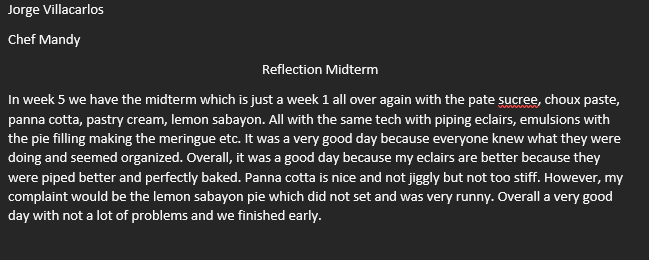 Jorge Villacarlos
Chef Mandy
Reflection Midterm
In week 5 we have the midterm which is just a week 1 all over again with the pate sucree, choux paste,
panna cotta, pastry cream, lemon sabayon. All with the same tech with piping eclairs, emulsions with
the pie filling making the meringue etc. It was a very good day because everyone knew what they were
doing and seemed organized. Overall, it was a good day because my eclairs are better because they
were piped better and perfectly baked. Panna cotta is nice and not jiggly but not too stiff. However, my
complaint would be the lemon sabayon pie which did not set and was very runny. Overall a very good
day with not a lot of problems and we finished early.